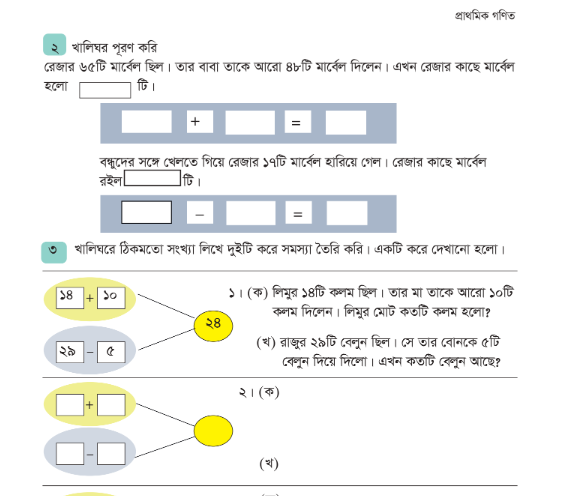 প্রাথমিক গণিত
২ খালিঘর পূরণ করি
রেজার ৬৫টি মার্বেল ছিল। তার বাবা তাকে আরো ৪৮টি মার্বেল দিলেন। এখন রেজার কাছে মার্বেল
হলো টি।
+ =
বন্ধুদের সঙ্গে খেলতে গিয়ে রেজার ১৭টি মার্বেল হারিয়ে গেল। রেজার কাছে মার্বেল
রইল টি।
– =
৩ খালিঘরে ঠিকমতো সংখ্যা লিখে দুইটি করে সমস্যা তৈরি করি। একটি করে দেখানো হলো।
১৪ + ১০
২৪
২৯ – ৫
১। (ক) লিমুর ১৪টি কলম ছিল। তার মা তাকে আরো ১০টি
কলম দিলেন। লিমুর মোট কতটি কলম হলো?
(খ) রাজুর ২৯টি বেলুন ছিল। সে তার বোনকে ৫টি
বেলুন দিয়ে দিলো। এখন কতটি বেলুন আছে?
+
–
২। (ক)
(খ)